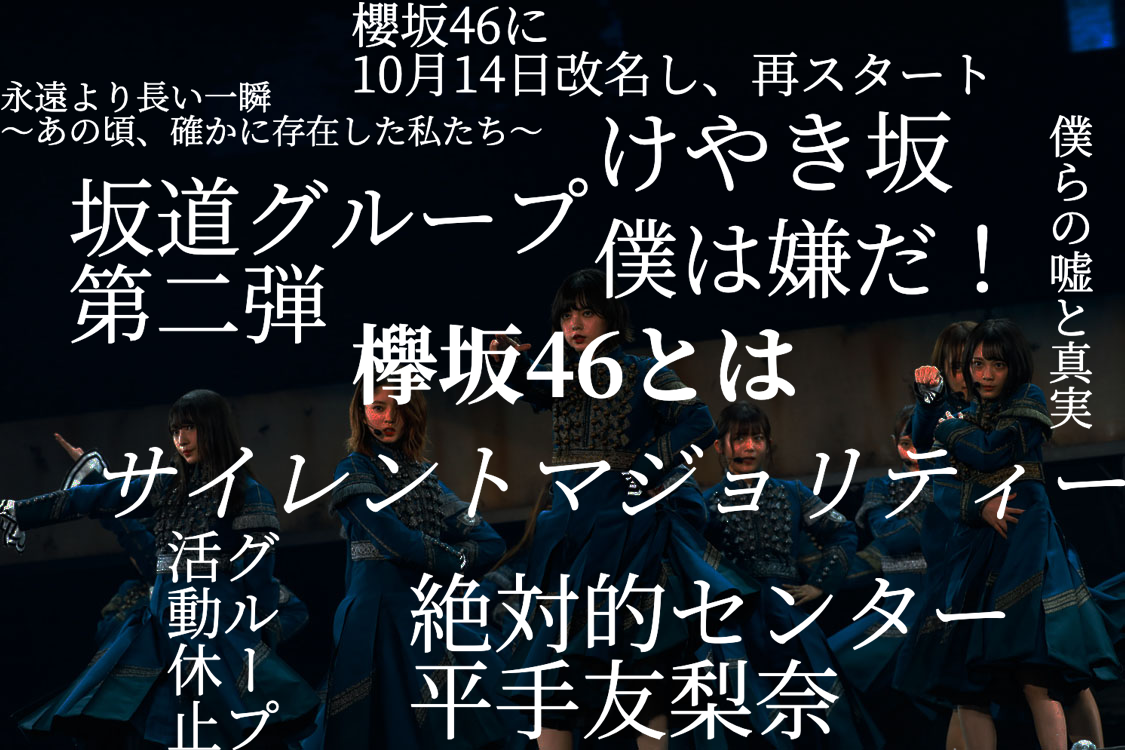 櫻坂46に
10月14日改名し、再スタート
永遠より長い一瞬
～あの頃、確かに存在した私たち～
けやき坂
僕らの嘘と真実
坂道グループ
第二弾
僕は嫌だ！
欅坂46とは
サイレントマジョリティー
グループ
活動休止
絶対的センター
平手友梨奈